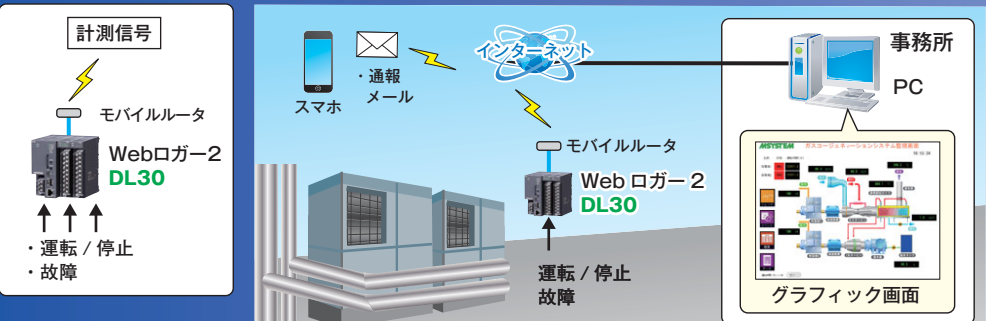 計測信号
モバイルルータ
Webロガー2
DL30
・運転 / 停止
・故障
スマホ
・通報
メール
インターネット
モバイルルータ
Web ロガー 2
DL30
運転 / 停止
故障
事務所
PC
MSYSTEM
ガスコージェネレーションシステム監視画面
グラフィック画面